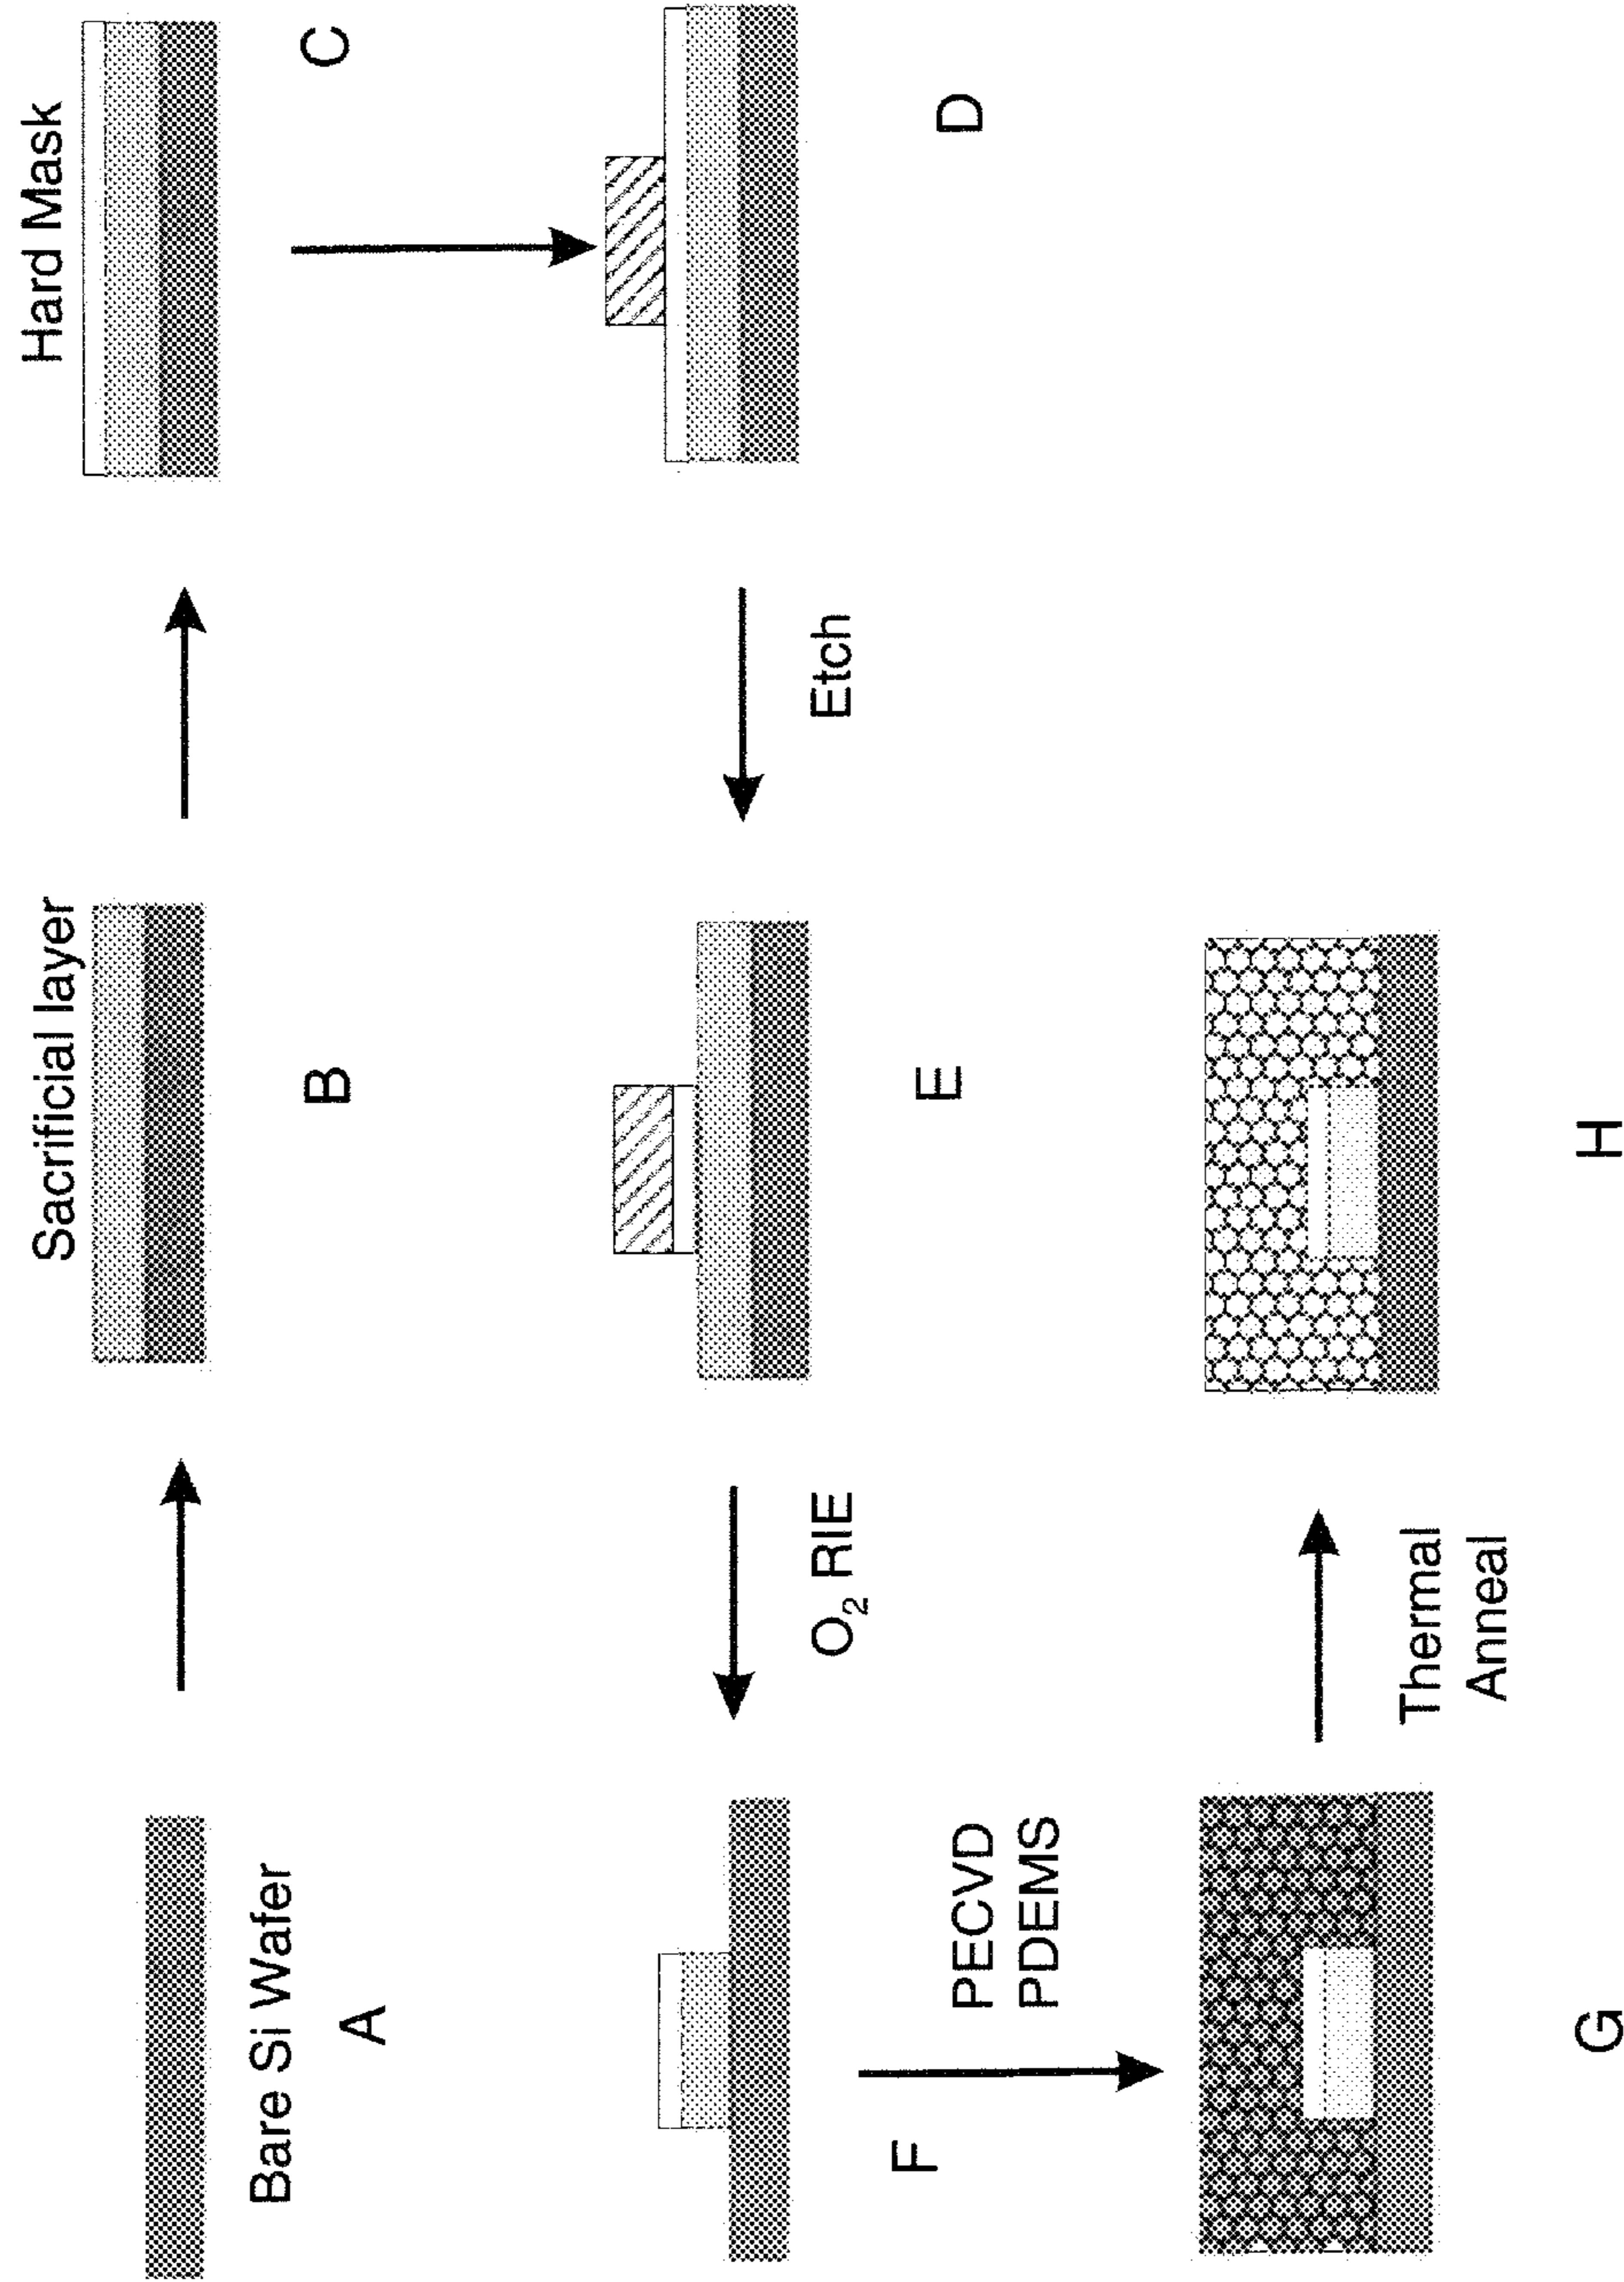 Bare Si Wafer
A
Sacrificial layer
B
Hard Mask
C
D
Etch
E
O₂ RIE
F
PECVD
PDEMS
G
Thermal
Anneal
H